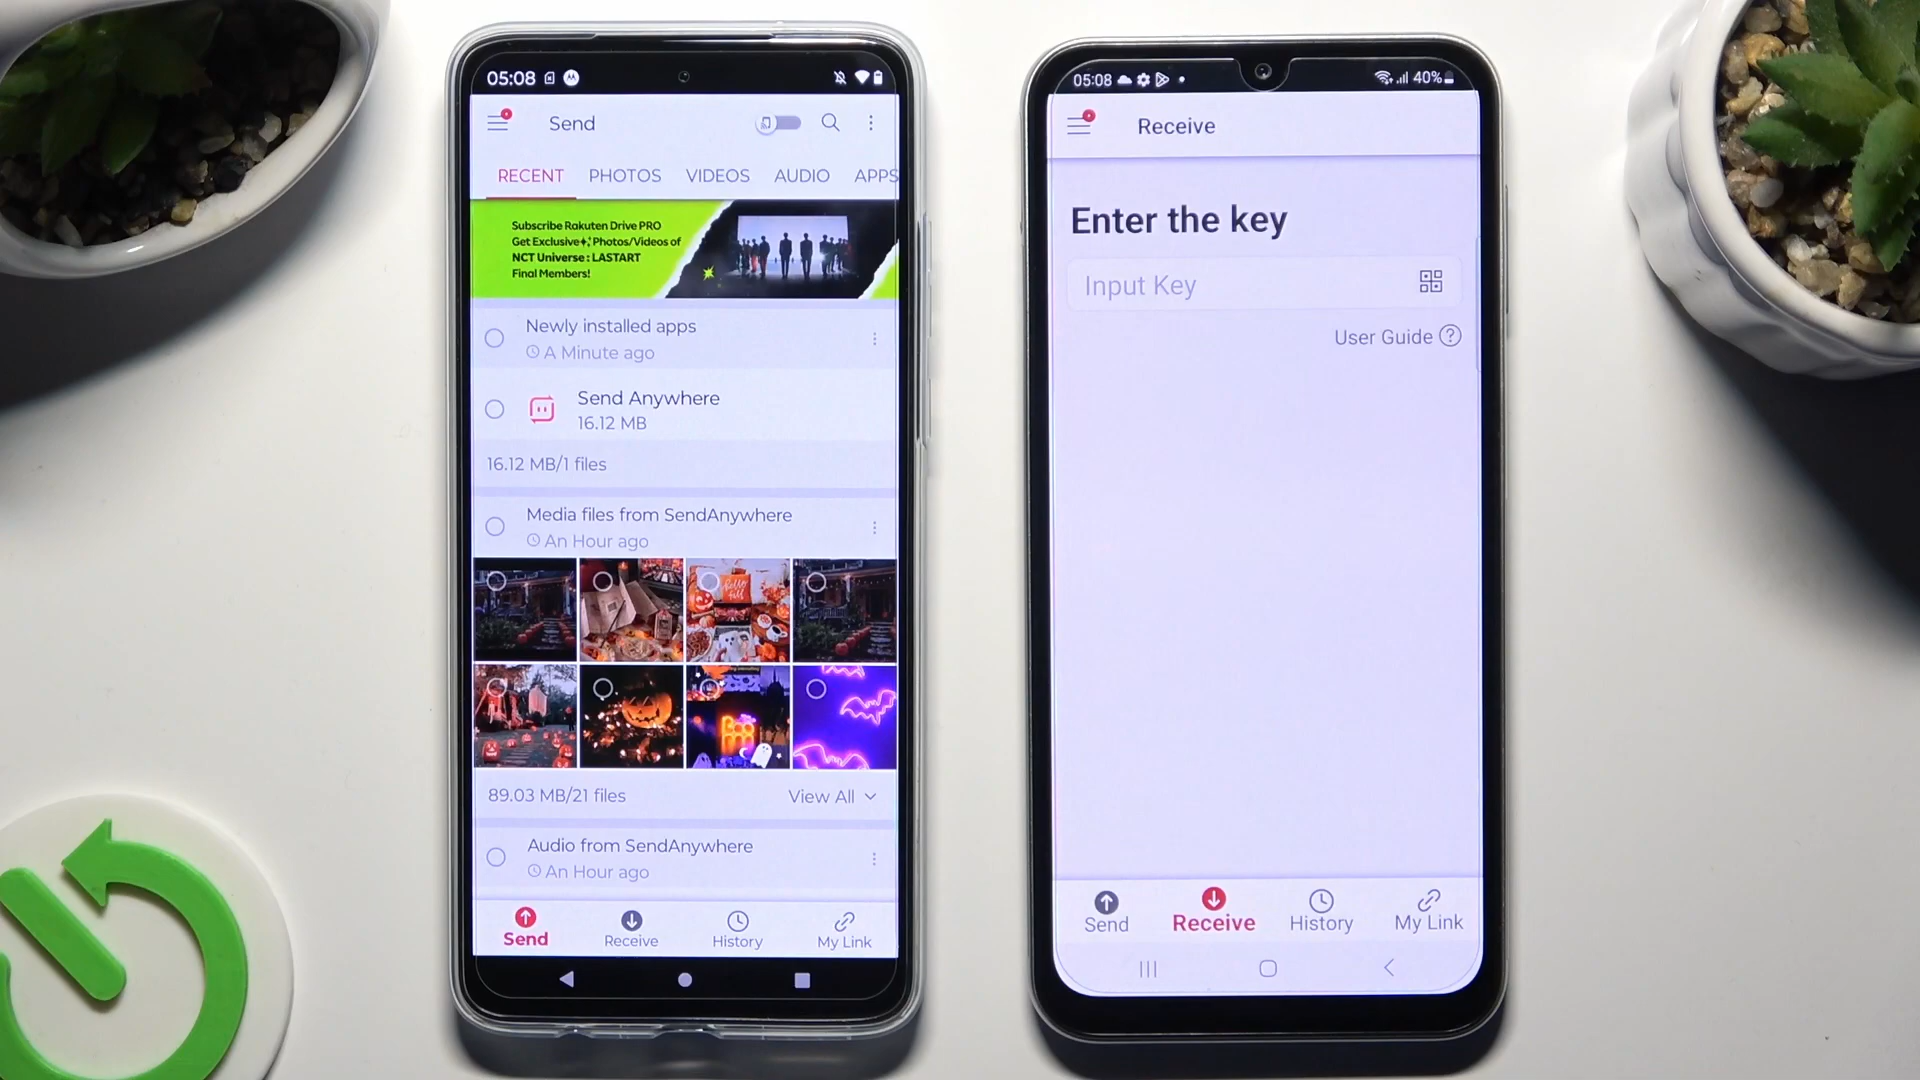 05:08
Send
RECENT PHOTOS VIDEOS AUDIO APPS
Subscribe Rakuten Drive PRO
Get Exclusive Photos/Videos of
NCT Universe : LASTART
Final Members!
Newly installed apps
A Minute ago
Send Anywhere
16.12 MB
16.12 MB/1 files
Media files from SendAnywhere
An Hour ago
89.03 MB/21 files
View All
Audio from SendAnywhere
An Hour ago
Send Receive History My Link
05:08
40%
Receive
Enter the key
Input Key
User Guide ?
Send Receive History My Link